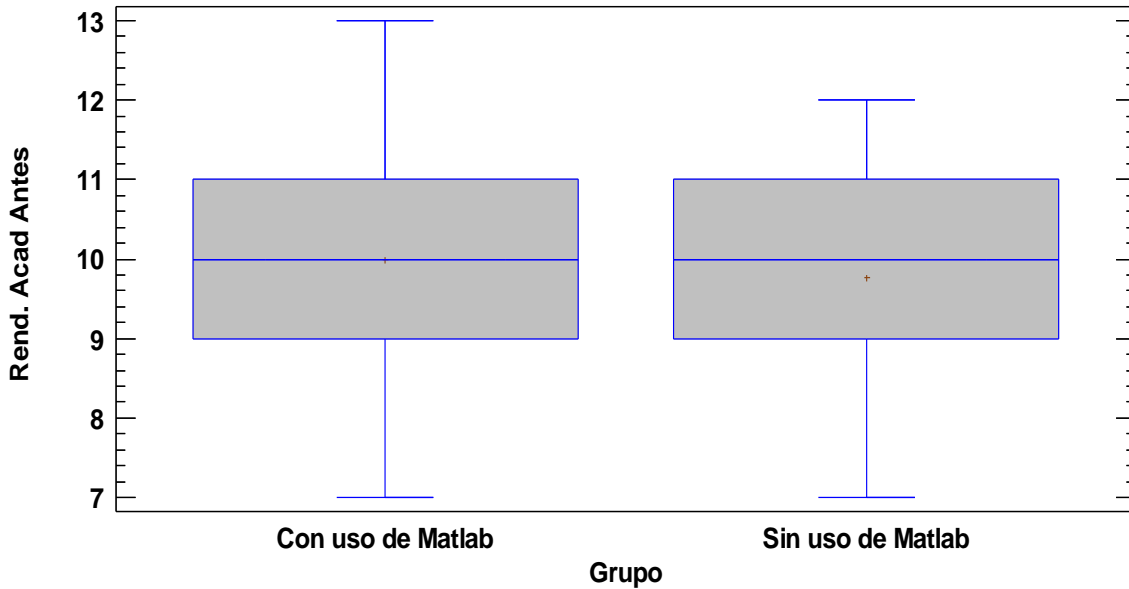 Rend. Acad Antes
13
12
11
10
9
8
7
Con uso de Matlab
Sin uso de Matlab
Grupo